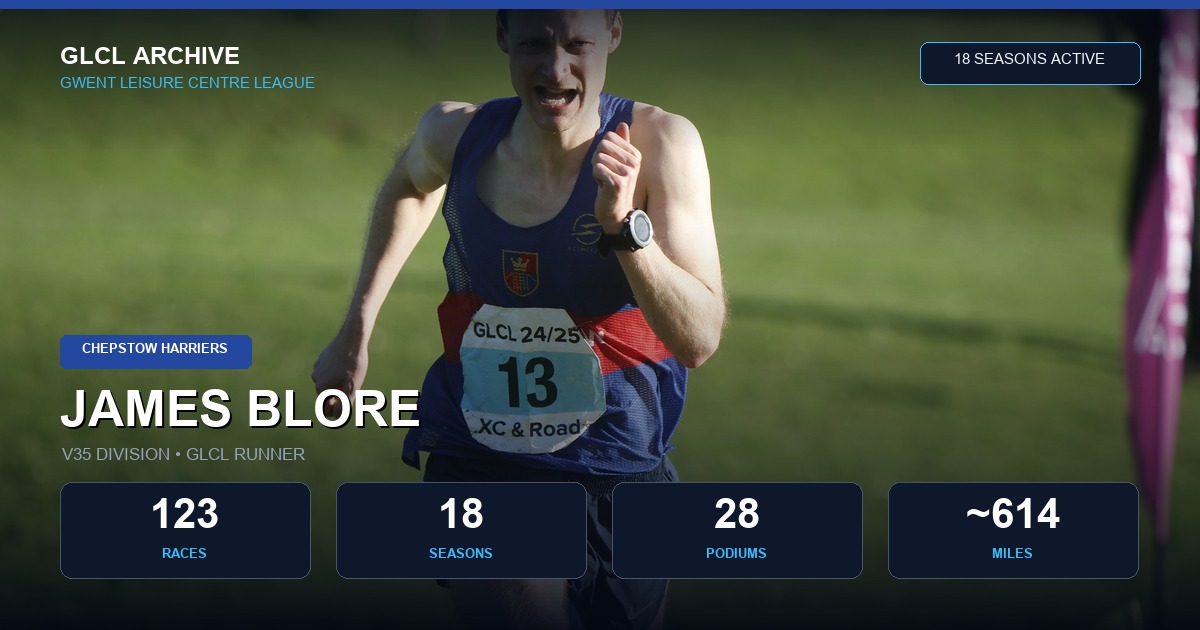 GLCL ARCHIVE
GWENT LEISURE CENTRE LEAGUE
18 SEASONS ACTIVE
GLCL 24/25
13
XC & Road
CHEPSTOW HARRIERS
JAMES BLORE
V35 DIVISION • GLCL RUNNER
123
RACES
18
SEASONS
28
PODIUMS
~614
MILES